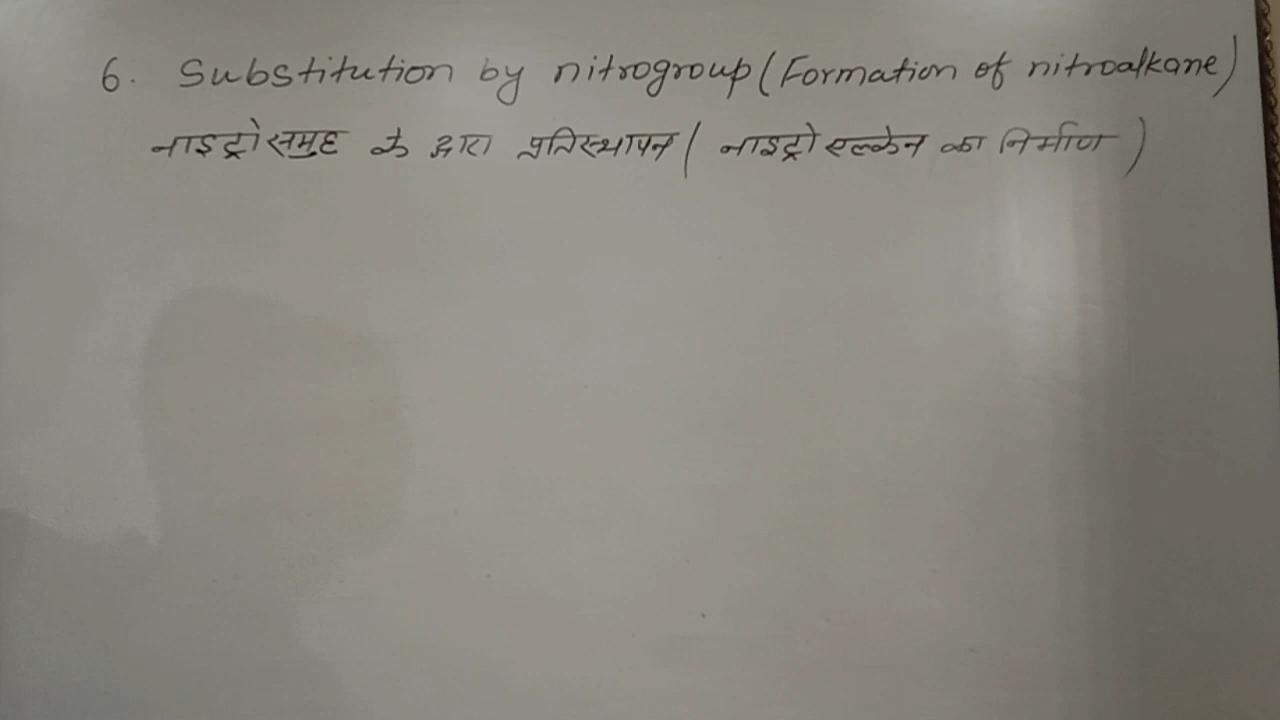 6. Substitution by nitrogroup (Formation of nitroalkane)
नाइट्रो समुह के द्वारा प्रतिस्थापन ( नाइट्रो एल्केन का निर्माण )